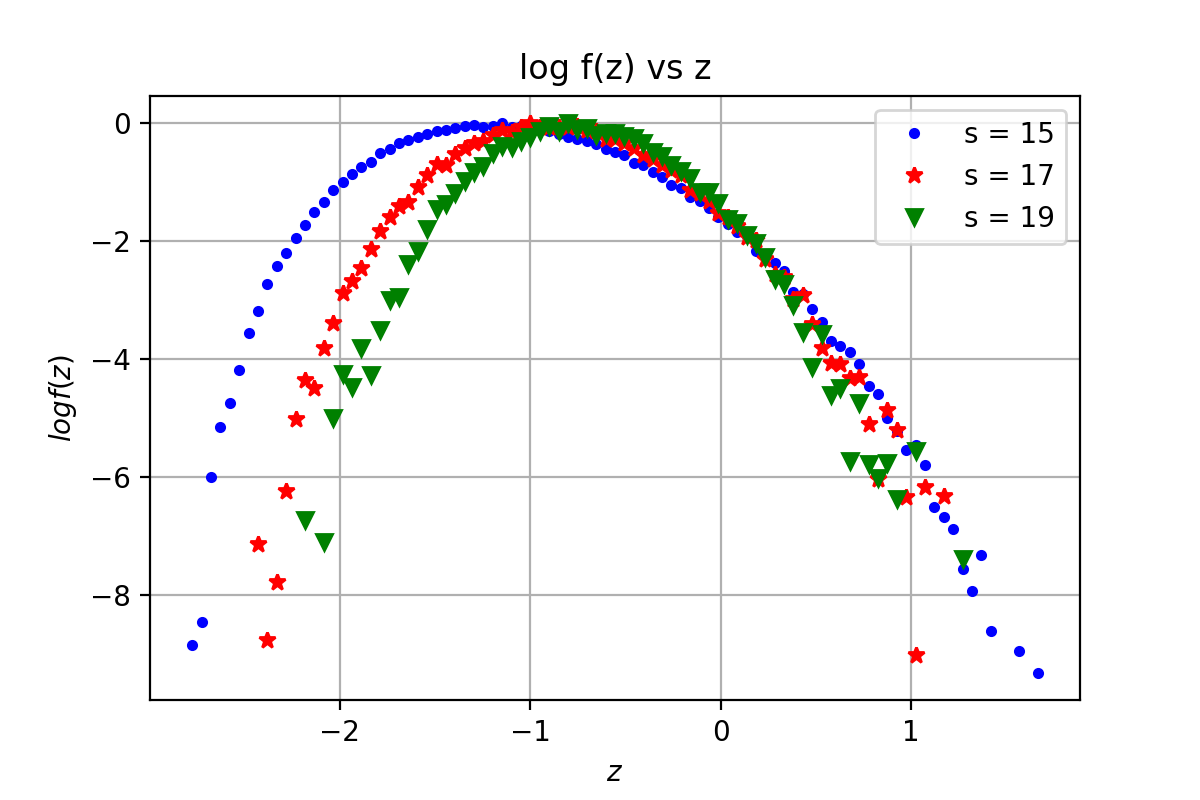 log f(z) vs z
0
−2
−4
−6
−8
logf(z)
s = 15
s = 17
s = 19
−2
−1
0
1
z